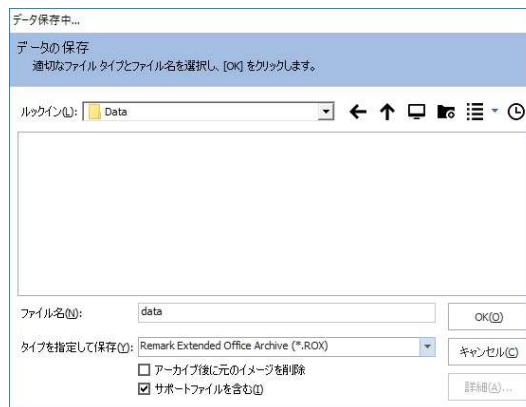 データ保存中...
データの保存
適切なファイル タイプとファイル名を選択し、[OK] をクリックします。
ルックイン(L): Data
ファイル名(N): data OK(O)
タイプを指定して保存(Y): Remark Extended Office Archive (*.ROX) キャンセル(C)
アーカイブ後に元のイメージを削除
サポートファイルを含む(I) 詳細(A)...